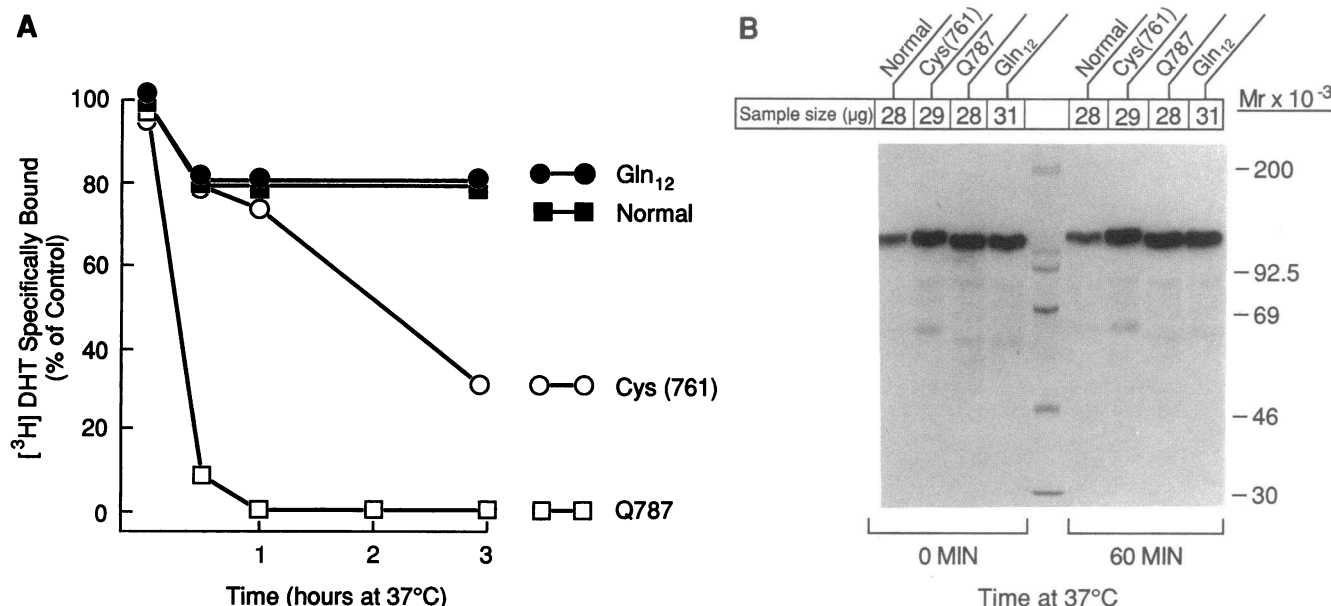 A
[³H] DHT Specifically Bound
(% of Control)
100
80
60
40
20
0
1
2
3
Time (hours at 37°C)
Gln₁₂
Normal
Cys (761)
Q787
B
Normal
Cys(761)
Q787
Gln₁₂
Normal
Cys(761)
Q787
Gln₁₂
Mr x 10⁻³
Sample size (µg) 28 29 28 31 28 29 28 31
200
92.5
69
46
30
0 MIN
60 MIN
Time at 37°C